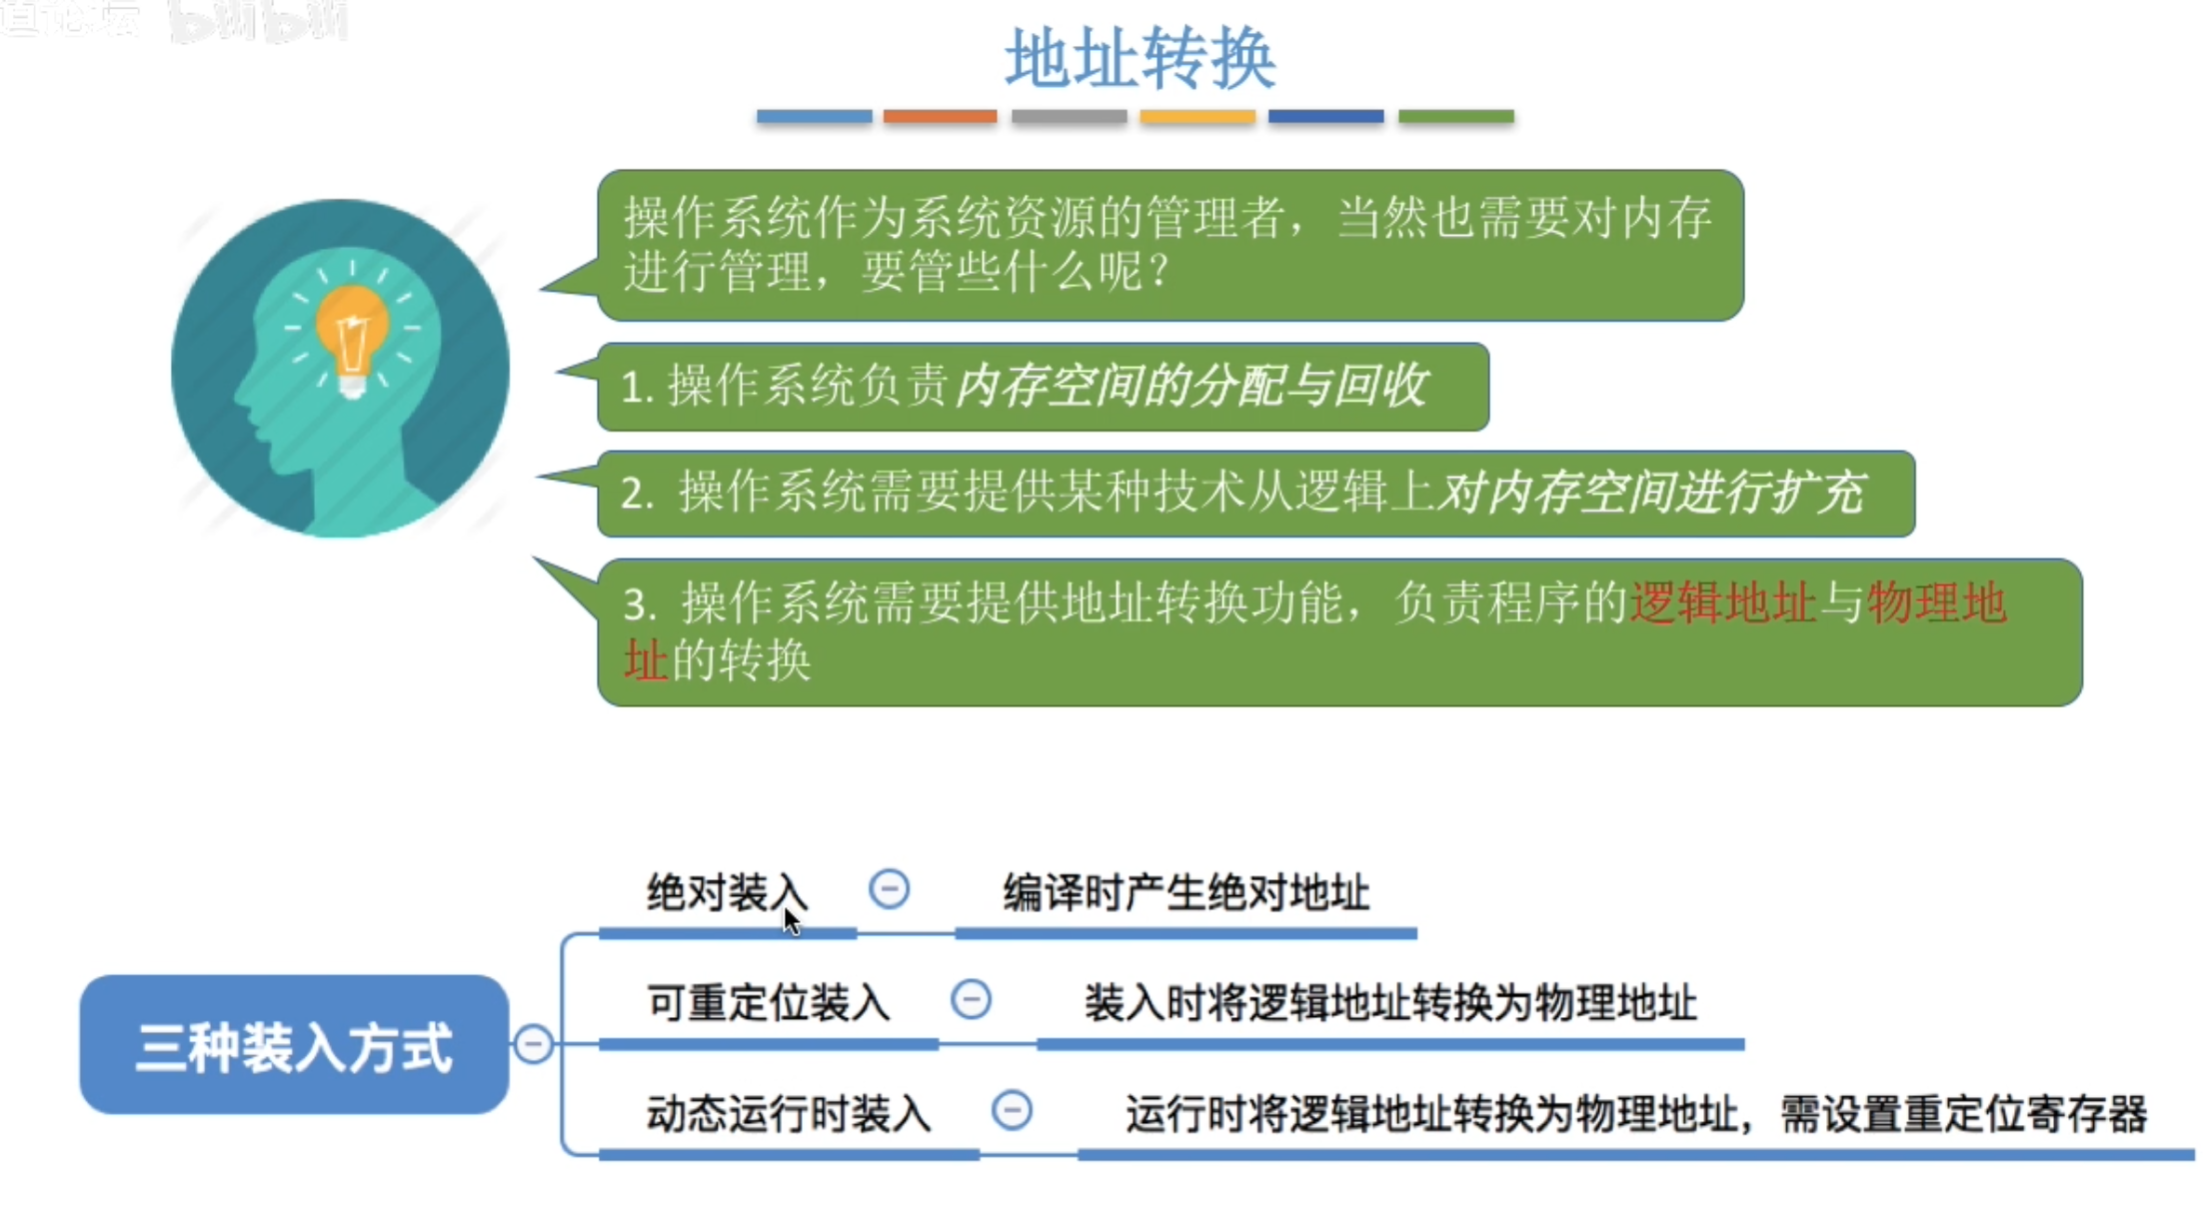 道论坛 bilibili
地址转换
操作系统作为系统资源的管理者，当然也需要对内存
进行管理，要管些什么呢？
1. 操作系统负责内存空间的分配与回收
2. 操作系统需要提供某种技术从逻辑上对内存空间进行扩充
3. 操作系统需要提供地址转换功能，负责程序的逻辑地址与物理地
址的转换
绝对装入 编译时产生绝对地址
可重定位装入 装入时将逻辑地址转换为物理地址
三种装入方式
动态运行时装入 运行时将逻辑地址转换为物理地址，需设置重定位寄存器